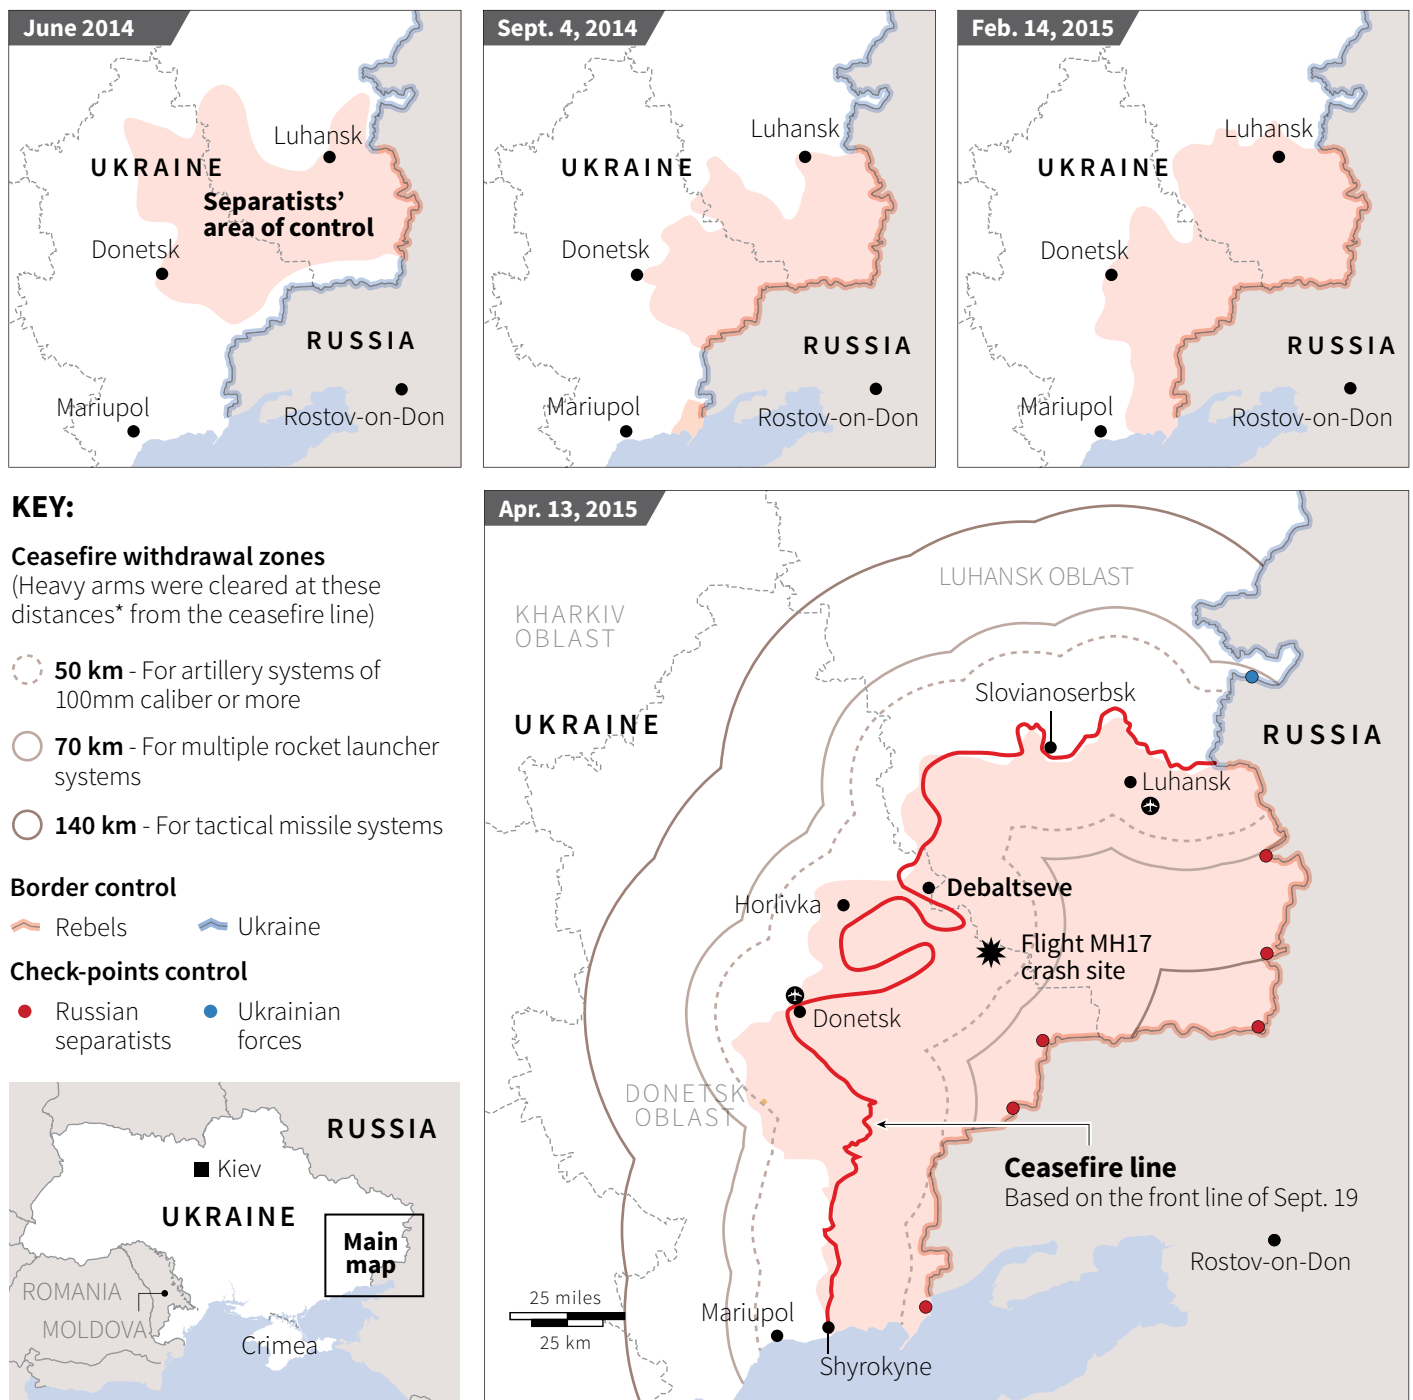 June 2014
Luhansk
UKRAINE
Separatists’
area of control
Donetsk
RUSSIA
Mariupol
Rostov-on-Don
Sept. 4, 2014
Luhansk
UKRAINE
Donetsk
RUSSIA
Mariupol
Rostov-on-Don
Feb. 14, 2015
Luhansk
UKRAINE
Donetsk
RUSSIA
Mariupol
Rostov-on-Don
KEY:
Ceasefire withdrawal zones
(Heavy arms were cleared at these
distances* from the ceasefire line)
50 km - For artillery systems of
100mm caliber or more
70 km - For multiple rocket launcher
systems
140 km - For tactical missile systems
Border control
Rebels
Ukraine
Check-points control
Russian
separatists
Ukrainian
forces
RUSSIA
Kiev
UKRAINE
Main
map
ROMANIA
MOLDOVA
Crimea
Apr. 13, 2015
LUHANSK OBLAST
KHARKIV
OBLAST
Slovianoserbsk
UKRAINE
RUSSIA
Luhansk
Debaltseve
Horlivka
Flight MH17
crash site
Donetsk
DONETSK
OBLAST
Ceasefire line
Based on the front line of Sept. 19
Rostov-on-Don
25 miles
25 km
Mariupol
Shyrokyne